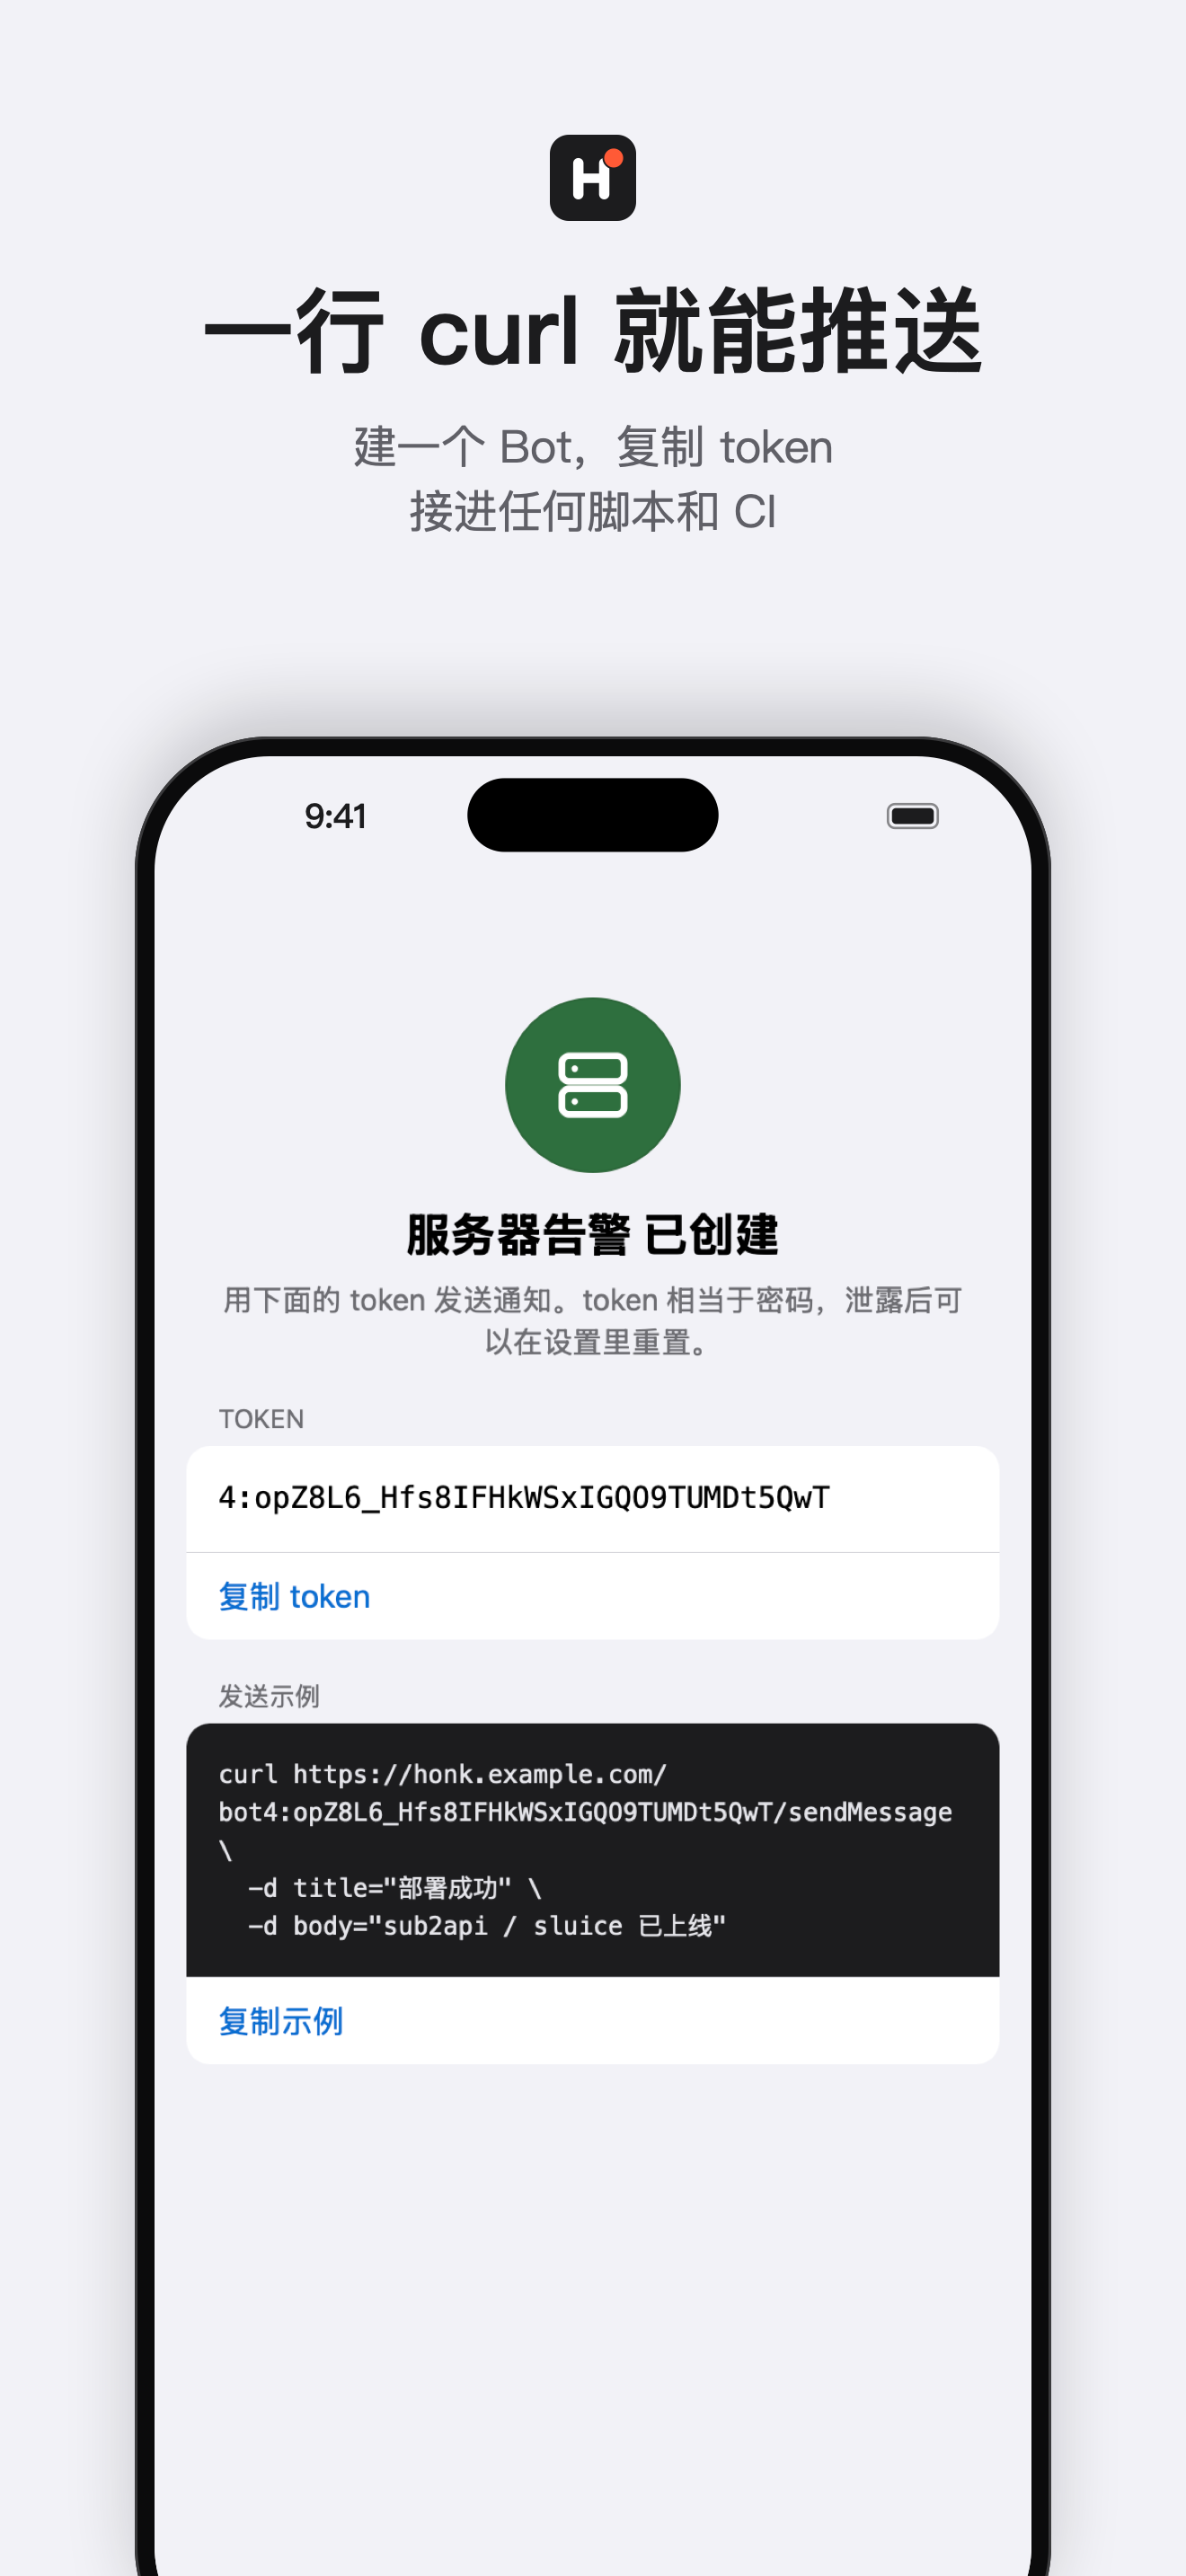 H
一行 curl 就能推送
建一个 Bot，复制 token
接进任何脚本和 CI
9:41
服务器告警 已创建
用下面的 token 发送通知。token 相当于密码，泄露后可
以在设置里重置。
TOKEN
4:opZ8L6_Hfs8IFHkWSxIGQO9TUMDt5QwT
复制 token
发送示例
curl https://honk.example.com/
bot4:opZ8L6_Hfs8IFHkWSxIGQO9TUMDt5QwT/sendMessage
\
  -d title="部署成功" \
  -d body="sub2api / sluice 已上线"
复制示例